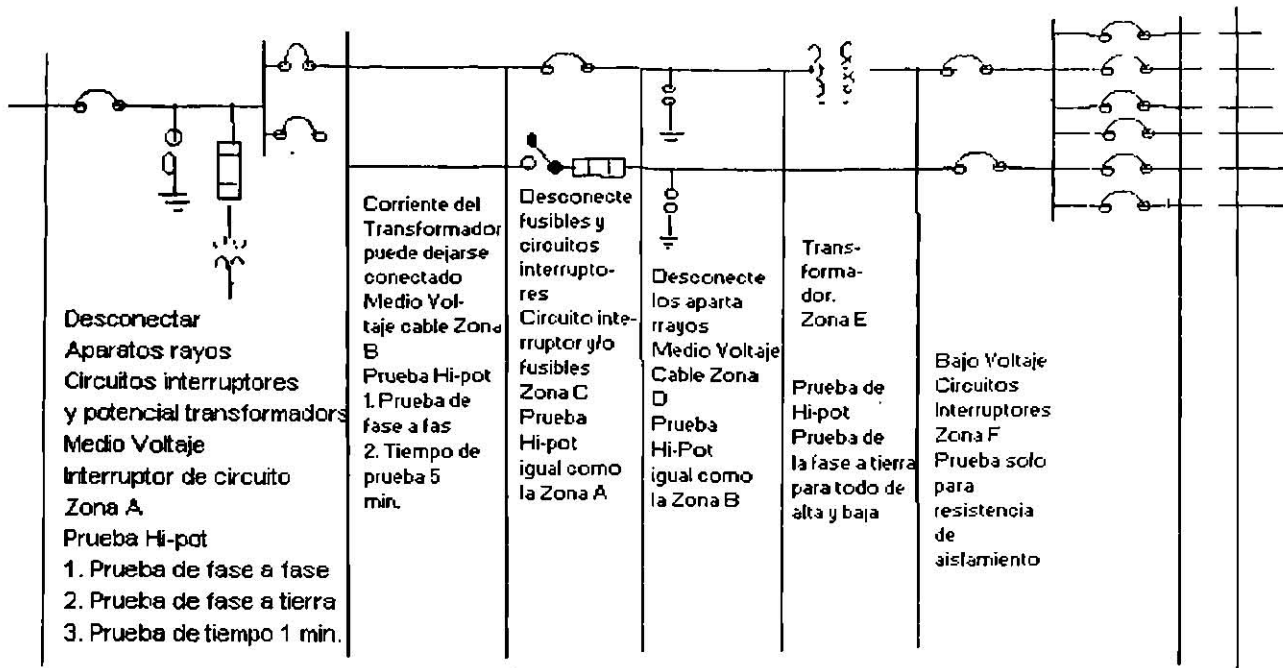 Desconectar
Aparatos rayos
Circuitos interruptores
y potencial transformadors
Medio Voltaje
Interruptor de circuito
Zona A
Prueba Hi-pot
1. Prueba de fase a fase
2. Prueba de fase a tierra
3. Prueba de tiempo 1 min.
Corriente del
Transformador
puede dejarse
conectado
Medio Vol-
taje cable Zona
B
Prueba Hi-pot
1. Prueba de
fase a fas
2. Tiempo de
prueba 5
min.
Desconecte
fusibles y
circuitos
interrupto-
res
Circuito inte-
rruptor y/o
fusibles
Zona C
Prueba
Hi-pot
igual como
la Zona A
Desconecte
los aparta
rrayos
Medio Voltaje
Cable Zona
D
Prueba
Hi-Pot
igual como
la Zona B
Trans-
forma-
dor.
Zona E
Prueba de
Hi-pot
Prueba de
la fase a tierra
para todo de
alta y baja
Bajo Voltaje
Circuitos
Interruptores
Zona F
Prueba solo
para
resistencia
de
aislamiento